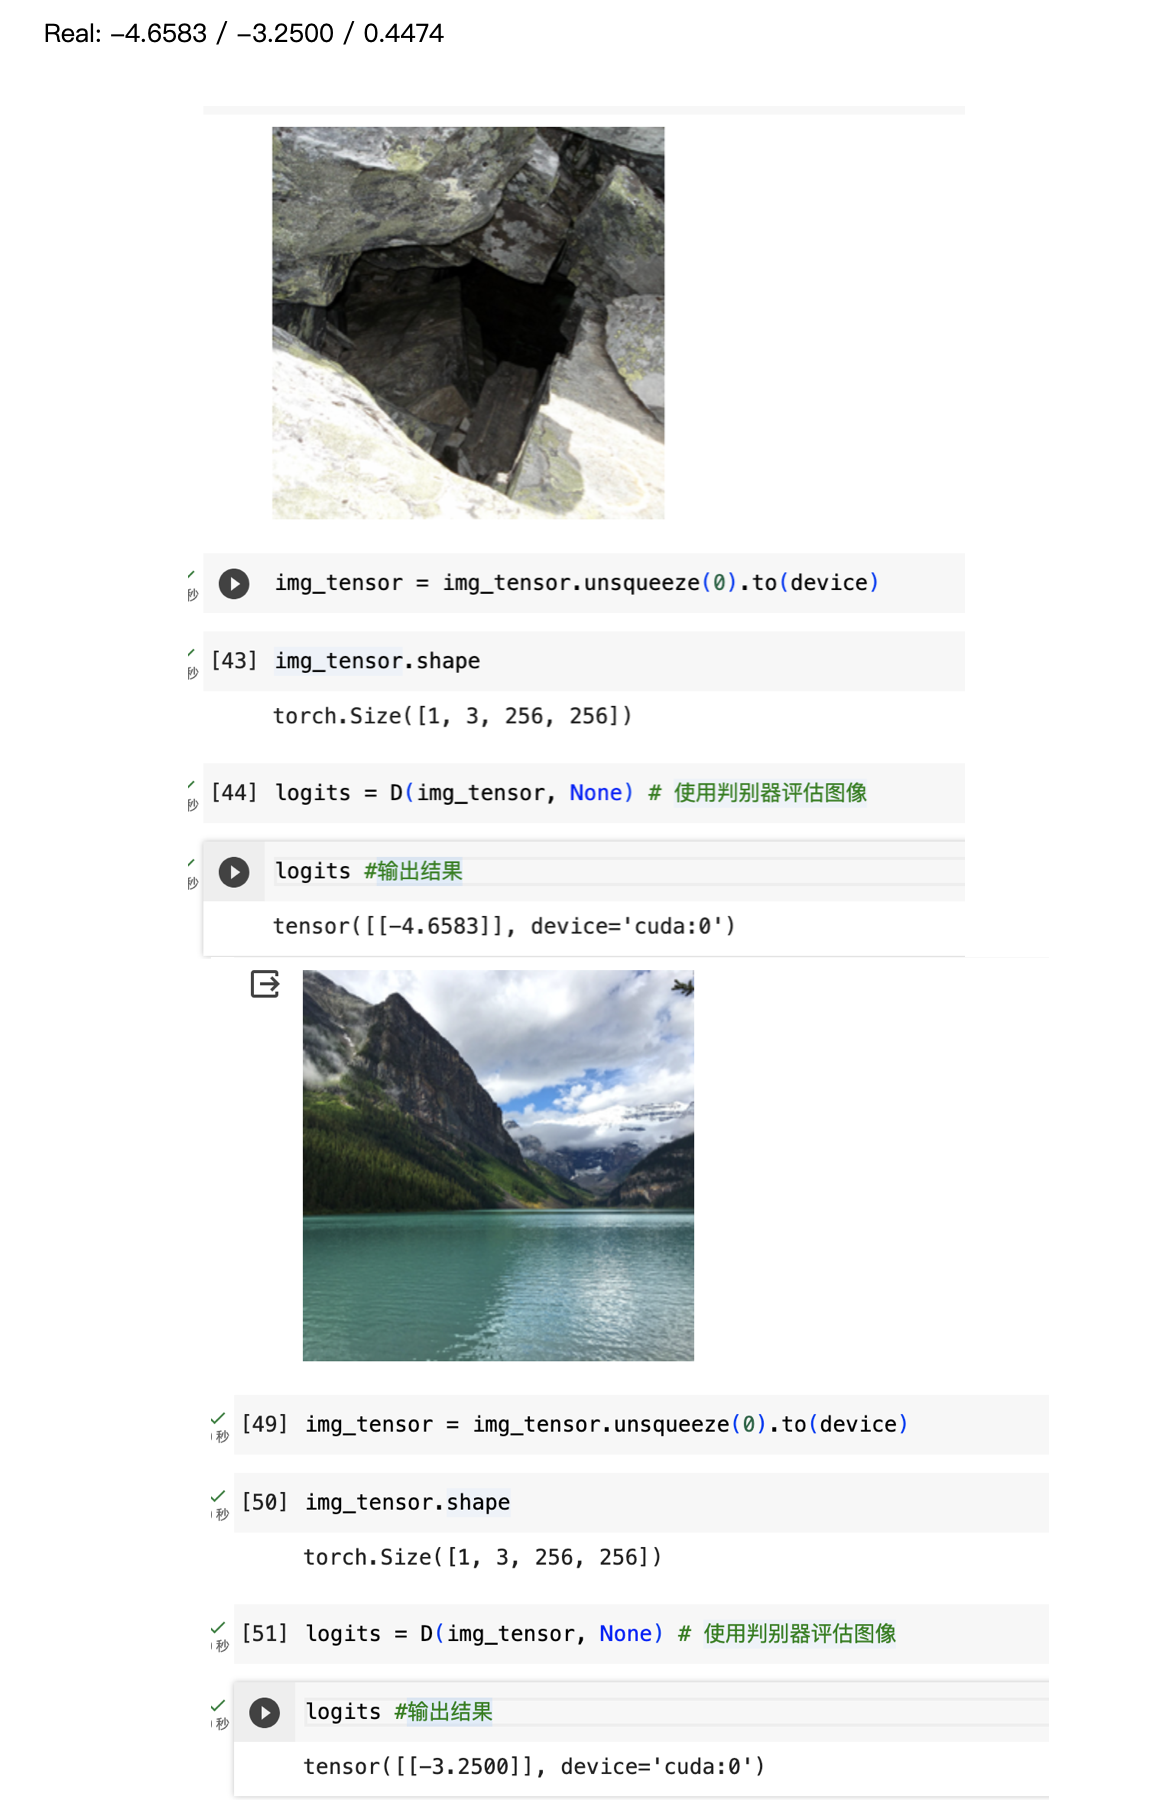 Real: -4.6583 / -3.2500 / 0.4474
img_tensor = img_tensor.unsqueeze(0).to(device)
秒
[43] img_tensor.shape
秒
torch.Size([1, 3, 256, 256])
[44] logits = D(img_tensor, None) # 使用判别器评估图像
秒
logits #输出结果
秒
tensor([[-4.6583]], device='cuda:0')
[49] img_tensor = img_tensor.unsqueeze(0).to(device)
秒
[50] img_tensor.shape
秒
torch.Size([1, 3, 256, 256])
[51] logits = D(img_tensor, None) # 使用判别器评估图像
秒
logits #输出结果
秒
tensor([[-3.2500]], device='cuda:0')